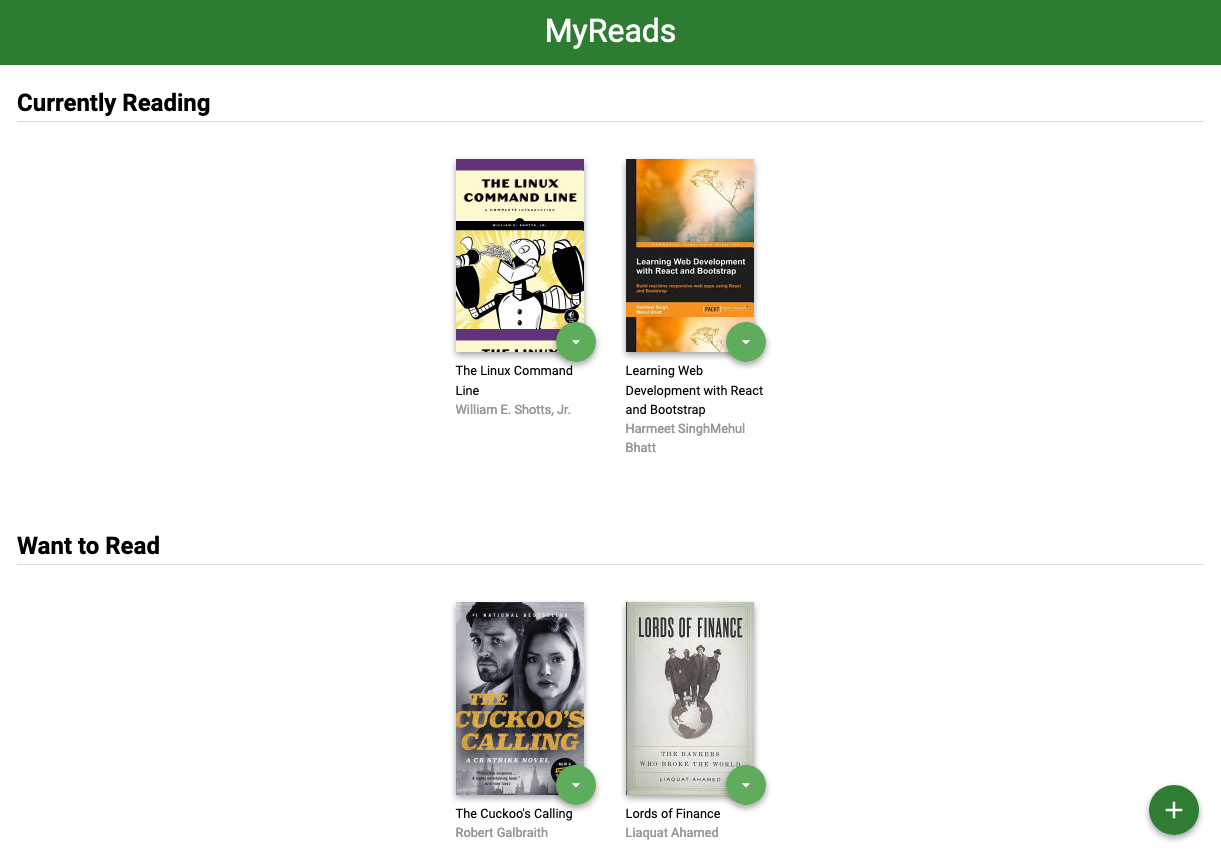 MyReads
Currently Reading
THE LINUX
COMMAND LINE
A COMPLETE INTRODUCTION
WILLIAM E. SHOTTS, JR.
THE LINUX
Learning Web Development
with React and Bootstrap
Build real-time responsive web apps using React
and Bootstrap
Harmeet Singh
Mehul Bhatt
PACKT
The Linux Command
Line
William E. Shotts, Jr.
Learning Web
Development with React
and Bootstrap
Harmeet SinghMehul
Bhatt
Want to Read
#1 NATIONAL BESTSELLER
THE
CUCKOO'S
CALLING
A CB STRIKE NOVEL
LORDS OF FINANCE
THE BANKERS
WHO BROKE THE WORLD
LIAQUAT AHAMED
The Cuckoo's Calling
Robert Galbraith
Lords of Finance
Liaquat Ahamed